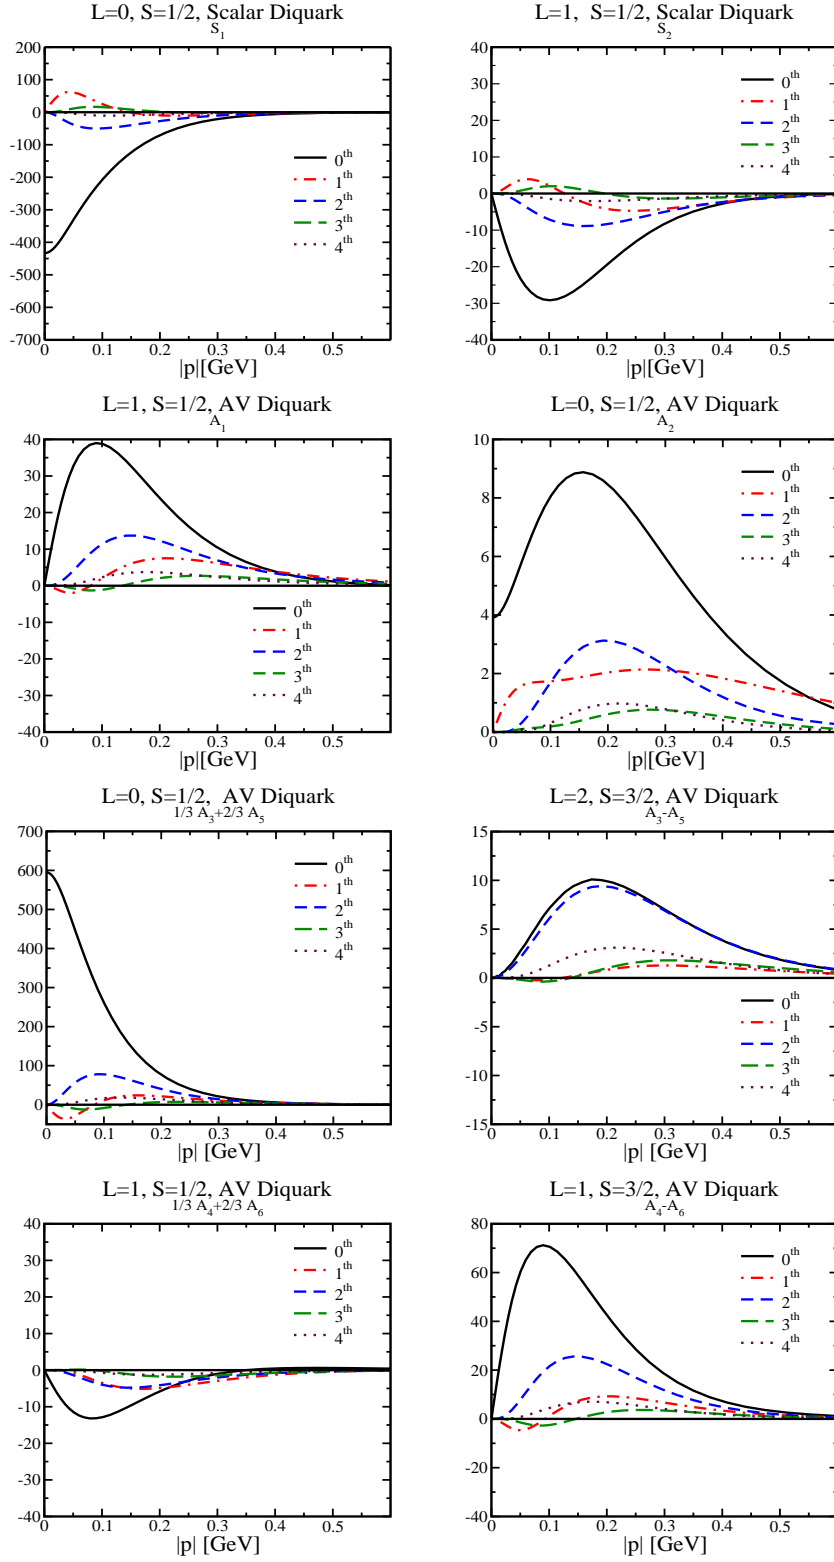 L=0, S=1/2, Scalar Diquark
S1
200
100
0
-100
-200
-300
-400
-500
-600
-700
0th
1th
2th
3th
4th
0 0.1 0.2 0.3 0.4 0.5
|p|[GeV]
L=1, S=1/2, Scalar Diquark
S2
40
30
20
10
0
-10
-20
-30
-40
0th
1th
2th
3th
4th
0 0.1 0.2 0.3 0.4 0.5
|p|[GeV]
L=1, S=1/2, AV Diquark
A1
40
30
20
10
0
-10
-20
-30
-40
0th
1th
2th
3th
4th
0 0.1 0.2 0.3 0.4 0.5
|p|[GeV]
L=0, S=1/2, AV Diquark
A2
10
8
6
4
2
0
0th
1th
2th
3th
4th
0 0.1 0.2 0.3 0.4 0.5
|p|[GeV]
L=0, S=1/2, AV Diquark
1/3 A3+2/3 A5
700
600
500
400
300
200
100
0
0th
1th
2th
3th
4th
0 0.1 0.2 0.3 0.4 0.5
|p| [GeV]
L=2, S=3/2, AV Diquark
A3-A5
15
10
5
0
-5
-10
-15
0th
1th
2th
3th
4th
0 0.1 0.2 0.3 0.4 0.5
|p| [GeV]
L=1, S=1/2, AV Diquark
1/3 A4+2/3 A6
40
30
20
10
0
-10
-20
-30
-40
0th
1th
2th
3th
4th
0 0.1 0.2 0.3 0.4 0.5
|p| [GeV]
L=1, S=3/2, AV Diquark
A4-A6
80
60
40
20
0
-20
-40
0th
1th
2th
3th
4th
0 0.1 0.2 0.3 0.4 0.5
|p| [GeV]